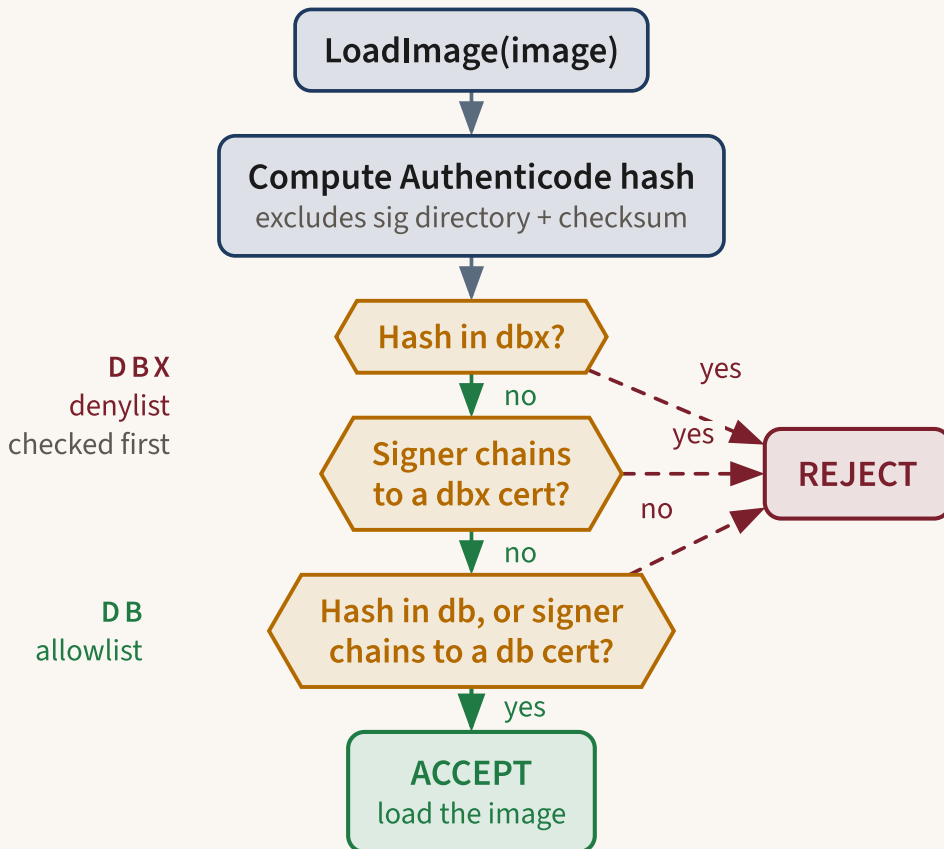 LoadImage(image)
Compute Authenticode hash
excludes sig directory + checksum
Hash in dbx?
DBX
denylist
checked first
yes
no
yes
Signer chains
to a dbx cert?
REJECT
no
no
DB
allowlist
Hash in db, or signer
chains to a db cert?
yes
ACCEPT
load the image